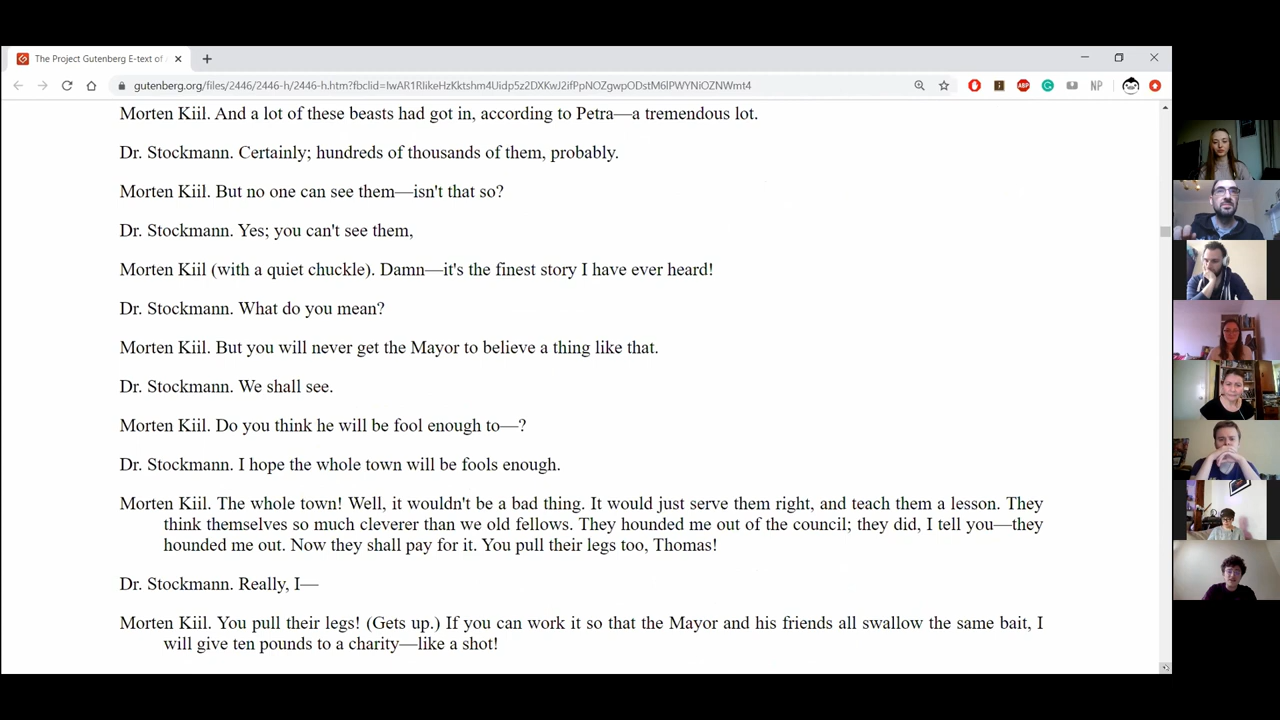 The Project Gutenberg E-text of
gutenberg.org/files/2446/2446-h/2446-h.htm?fbclid=
NP
Morten Kiil. And a lot of these beasts had got in, according to Petra—a tremendous lot.
Dr. Stockmann. Certainly; hundreds of thousands of them, probably.
Morten Kiil. But no one can see them—isn't that so?
Dr. Stockmann. Yes; you can't see them,
Morten Kiil (with a quiet chuckle). Damn—it's the finest story I have ever heard!
Dr. Stockmann. What do you mean?
Morten Kiil. But you will never get the Mayor to believe a thing like that.
Dr. Stockmann. We shall see.
Morten Kiil. Do you think he will be fool enough to—?
Dr. Stockmann. I hope the whole town will be fools enough.
Morten Kiil. The whole town! Well, it wouldn't be a bad thing. It would just serve them right, and teach them a lesson. They
think themselves so much cleverer than we old fellows. They hounded me out of the council; they did, I tell you—they
hounded me out. Now they shall pay for it. You pull their legs too, Thomas!
Dr. Stockmann. Really, I—
Morten Kiil. You pull their legs! (Gets up.) If you can work it so that the Mayor and his friends all swallow the same bait, I
will give ten pounds to a charity—like a shot!